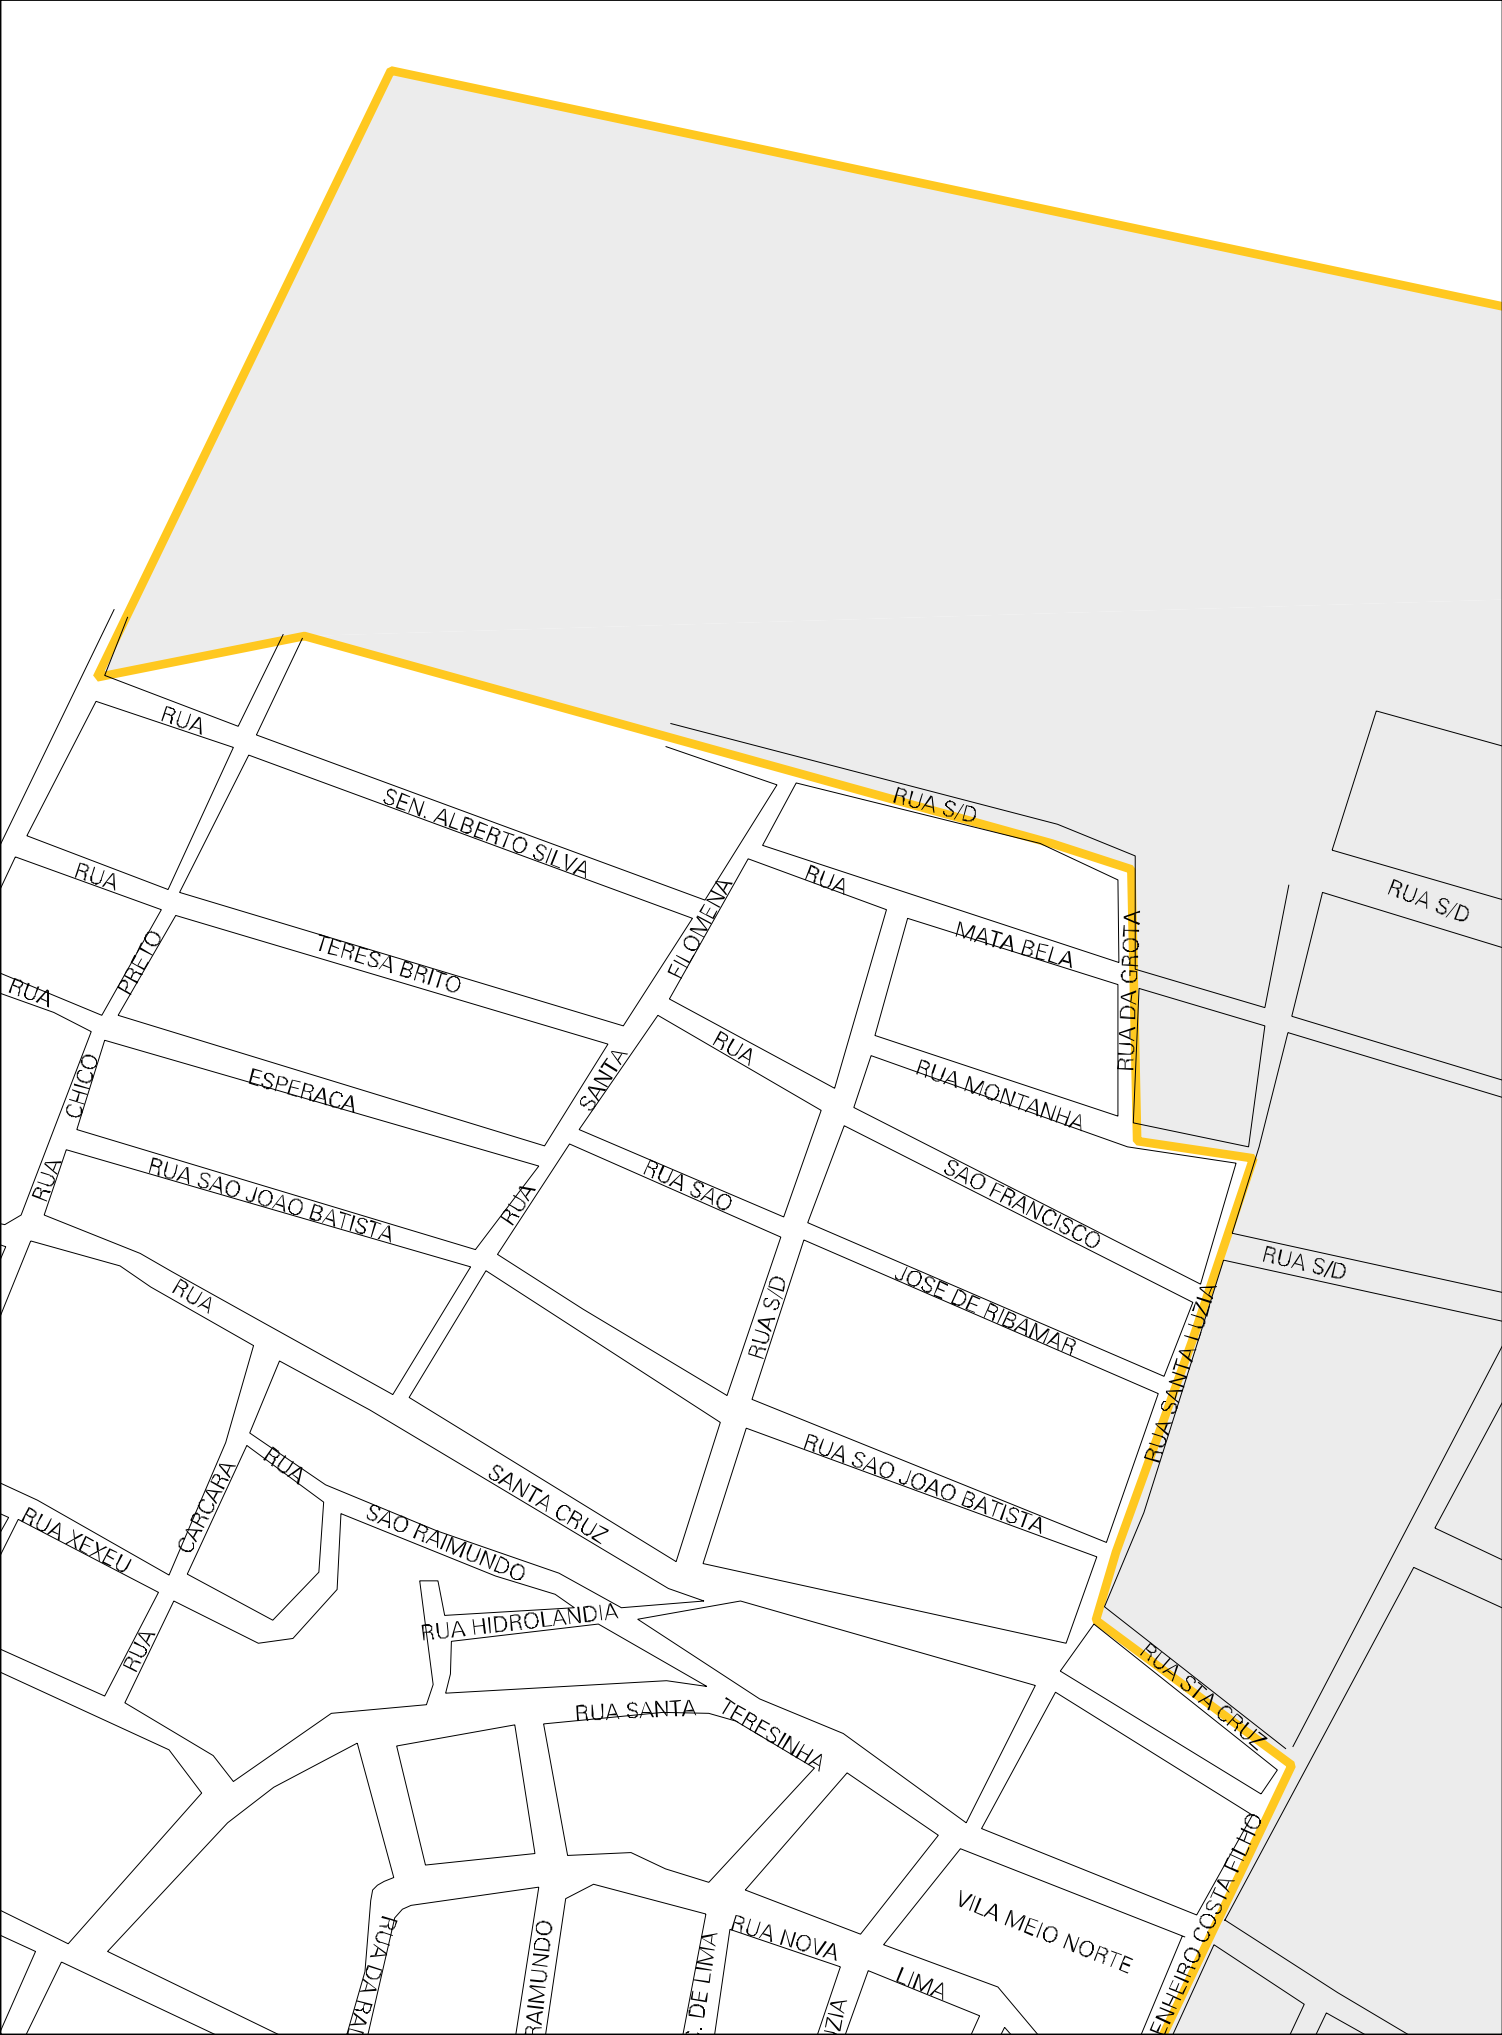 RUA
SEN. ALBERTO SILVA
RUA S/D
RUA
TERESA BRITO
PRETO
FILOMENA
RUA
MATA BELA
RUA DA GROTA
RUA S/D
RUA
CHICO
RUA
ESPERACA
SANTA
RUA
RUA MONTANHA
RUA SAO JOAO BATISTA
RUA
RUA SAO
SAO FRANCISCO
RUA S/D
JOSE DE RIBAMAR
RUA S/D
RUA SANTA LUZIA
RUA
SANTA CRUZ
RUA SAO JOAO BATISTA
CARCARA
RUA
SAO RAIMUNDO
RUA XEXEU
RUA
RUA HIDROLANDIA
RUA STA CRUZ
RUA SANTA
TERESINHA
VILA MEIO NORTE
ENHEIRO COSTA FILHO
RUA NOVA
LIMA
RUA DA RAI
RAIMUNDO
. DE LIMA
ZIA